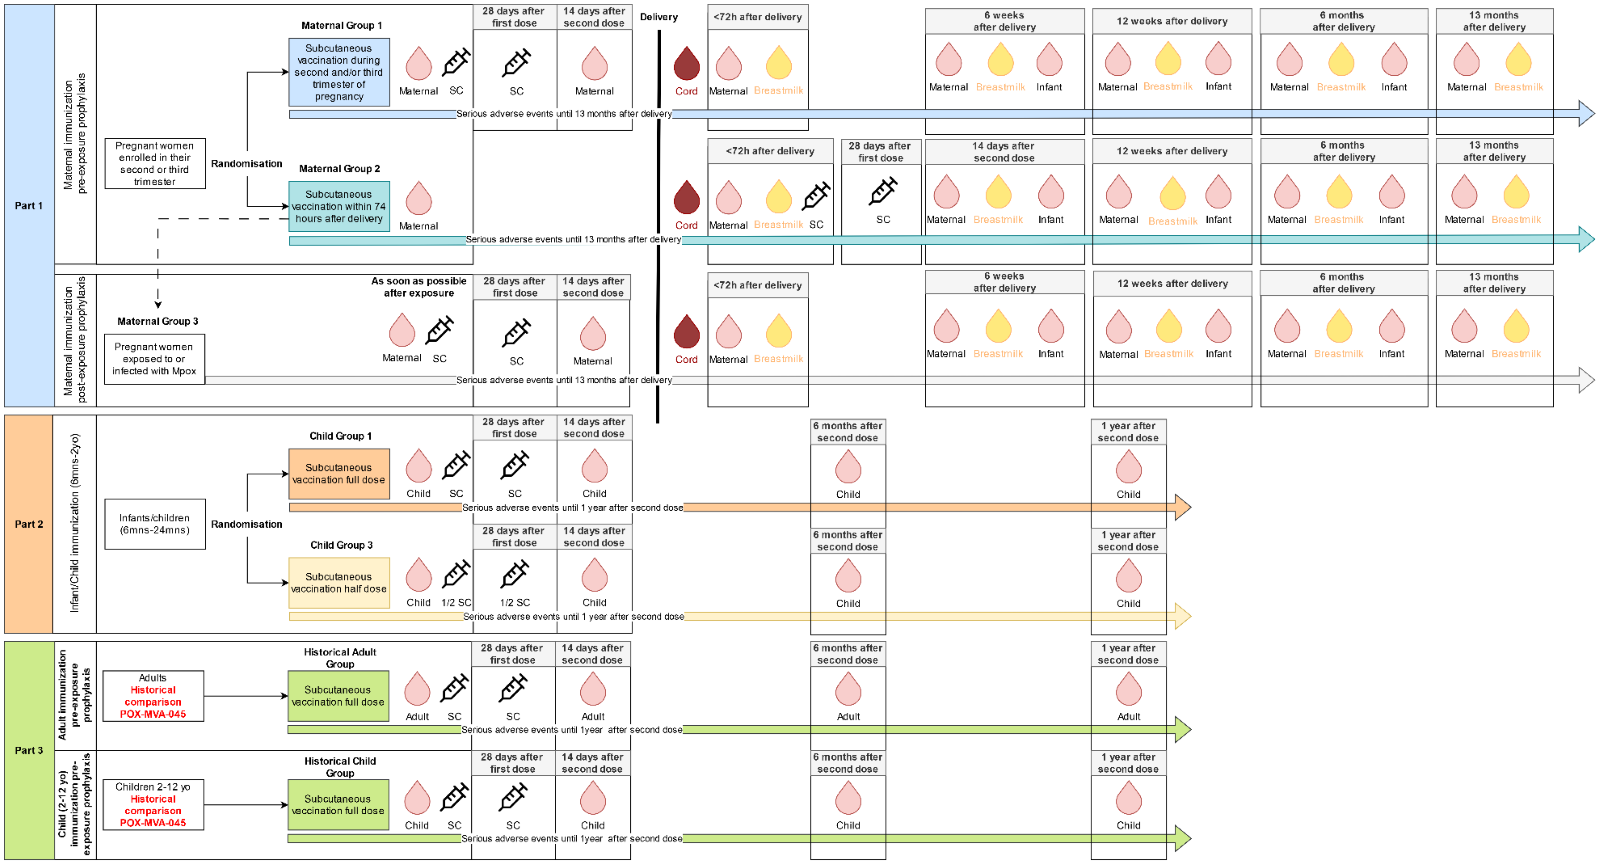 Part 1
Maternal immunization
pre-exposure prophylaxis
Pregnant women
enrolled in their
second or third
trimester
Randomisation
Maternal Group 1
Subcutaneous
vaccination during
second and/or third
trimester of
pregnancy
Maternal
SC
28 days after
first dose
SC
14 days after
second dose
Maternal
Delivery
Cord
<72h after delivery
Maternal
Breastmilk
6 weeks
after delivery
Maternal
Breastmilk
Infant
12 weeks after delivery
Maternal
Breastmilk
Infant
6 months
after delivery
Maternal
Breastmilk
Infant
13 months
after delivery
Maternal
Breastmilk
Serious adverse events until 13 months after delivery
Maternal Group 2
Subcutaneous
vaccination within 74
hours after delivery
Maternal
Cord
<72h after delivery
Maternal
Breastmilk
SC
28 days after
first dose
SC
14 days after
second dose
Maternal
Breastmilk
Infant
12 weeks after delivery
Maternal
Breastmilk
Infant
6 months
after delivery
Maternal
Breastmilk
Infant
13 months
after delivery
Maternal
Breastmilk
Serious adverse events until 13 months after delivery
Maternal immunization
post-exposure prophylaxis
Maternal Group 3
Pregnant women
exposed to or
infected with Mpox
As soon as possible
after exposure
Maternal
SC
28 days after
first dose
SC
14 days after
second dose
Maternal
Cord
<72h after delivery
Maternal
Breastmilk
6 weeks
after delivery
Maternal
Breastmilk
Infant
12 weeks after delivery
Maternal
Breastmilk
Infant
6 months
after delivery
Maternal
Breastmilk
Infant
13 months
after delivery
Maternal
Breastmilk
Serious adverse events until 13 months after delivery
Part 2
Infant/Child immunization (6mns-2yo)
Infants/children
(6mns-24mns)
Randomisation
Child Group 1
Subcutaneous
vaccination full dose
Child
SC
28 days after
first dose
SC
14 days after
second dose
Child
6 months after
second dose
Child
1 year after
second dose
Child
Serious adverse events until 1 year after second dose
Child Group 3
Subcutaneous
vaccination half dose
Child
1/2 SC
28 days after
first dose
1/2 SC
14 days after
second dose
Child
6 months after
second dose
Child
1 year after
second dose
Child
Serious adverse events until 1 year after second dose
Part 3
Adult immunization
pre-exposure
prophylaxis
Adults
Historical
comparison
POX-MVA-045
Historical Adult
Group
Subcutaneous
vaccination full dose
Adult
SC
28 days after
first dose
SC
14 days after
second dose
Adult
6 months after
second dose
Adult
1 year after
second dose
Adult
Serious adverse events until 1year after second dose
Child (2-12 yo)
immunization pre-
exposure prophylaxis
Children 2-12 yo
Historical
comparison
POX-MVA-045
Historical Child
Group
Subcutaneous
vaccination full dose
Child
SC
28 days after
first dose
SC
14 days after
second dose
Child
6 months after
second dose
Child
1 year after
second dose
Child
Serious adverse events until 1year after second dose